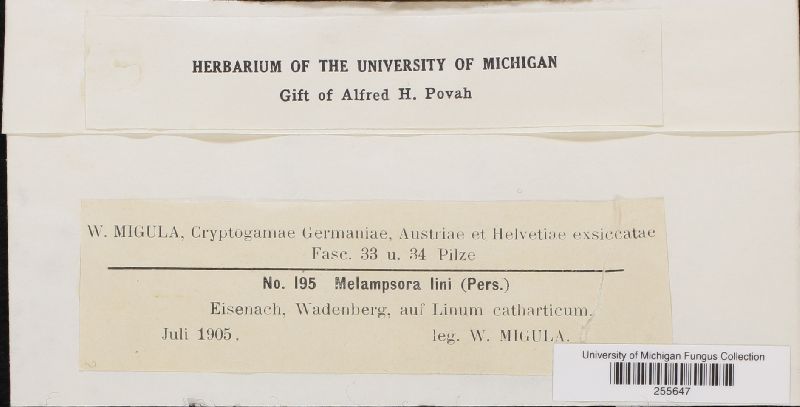 HERBARIUM OF THE UNIVERSITY OF MICHIGAN
Gift of Alfred H. Povah
W. MIGULA, Cryptogamae Germaniae, Austriae et Helvetiae exsiccatae
Fasc. 33 u. 34 Pilze
No. 195 Melampsora lini (Pers.)
Eisenach, Wadenberg, auf Linum catharticum.
Juli 1905. leg. W. MIGULA.
University of Michigan Fungus Collection
255647